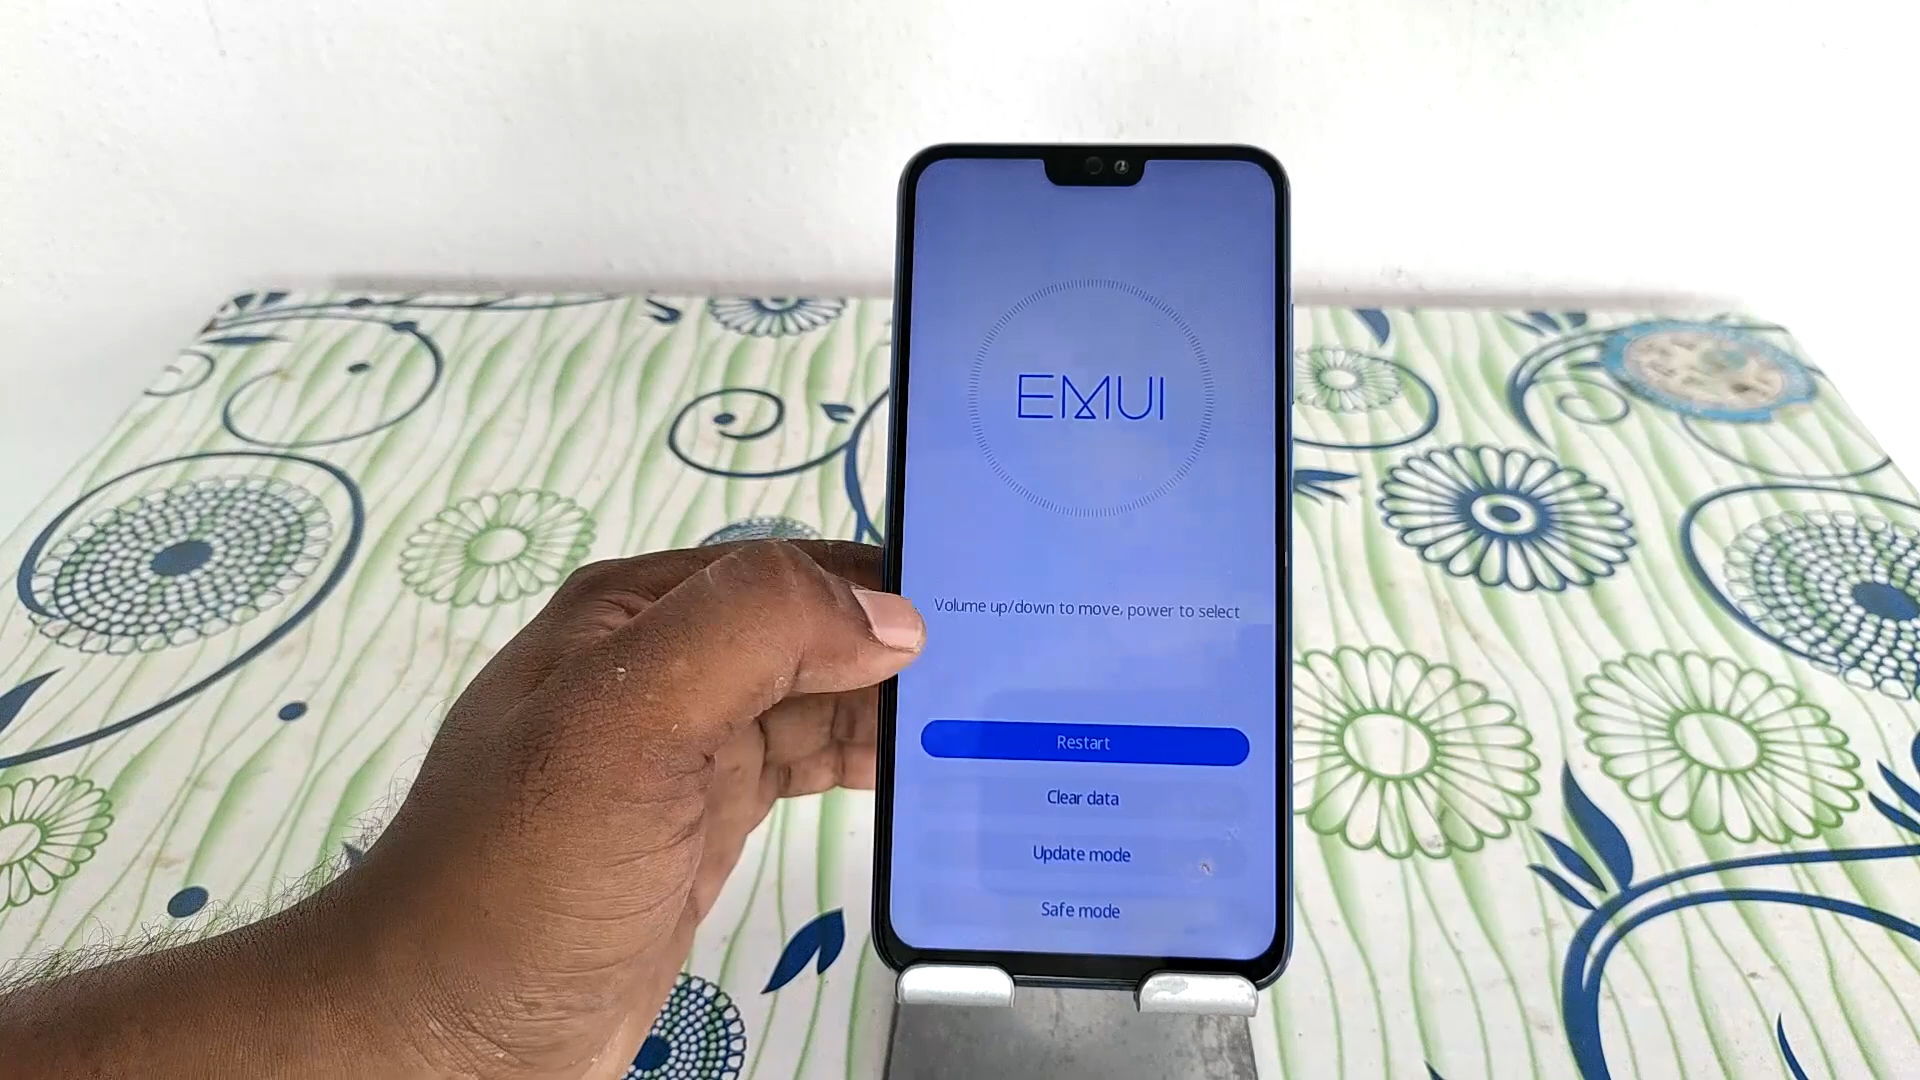 EMUI
Volume up/down to move, power to select
Restart
Clear data
Update mode
Safe mode